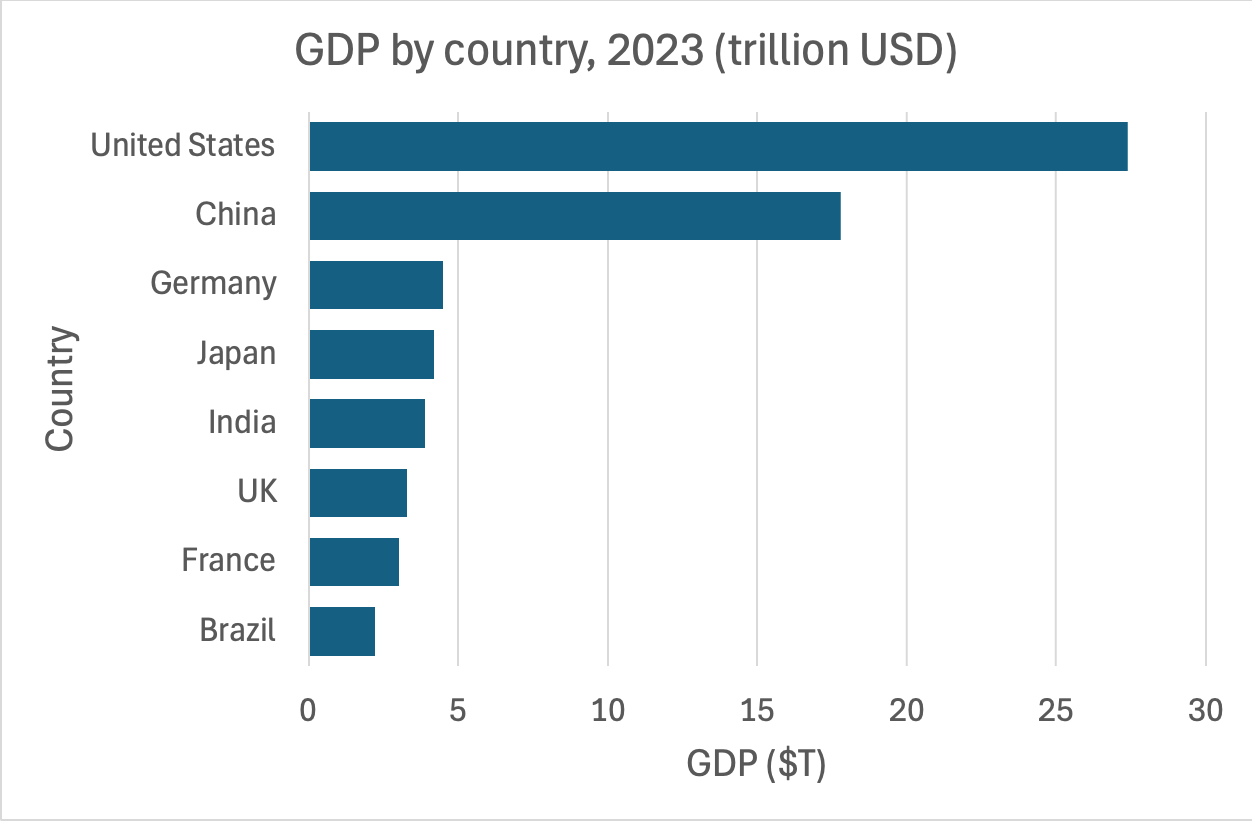 GDP by country, 2023 (trillion USD)
Country
United States
China
Germany
Japan
India
UK
France
Brazil
0 5 10 15 20 25 30
GDP ($T)